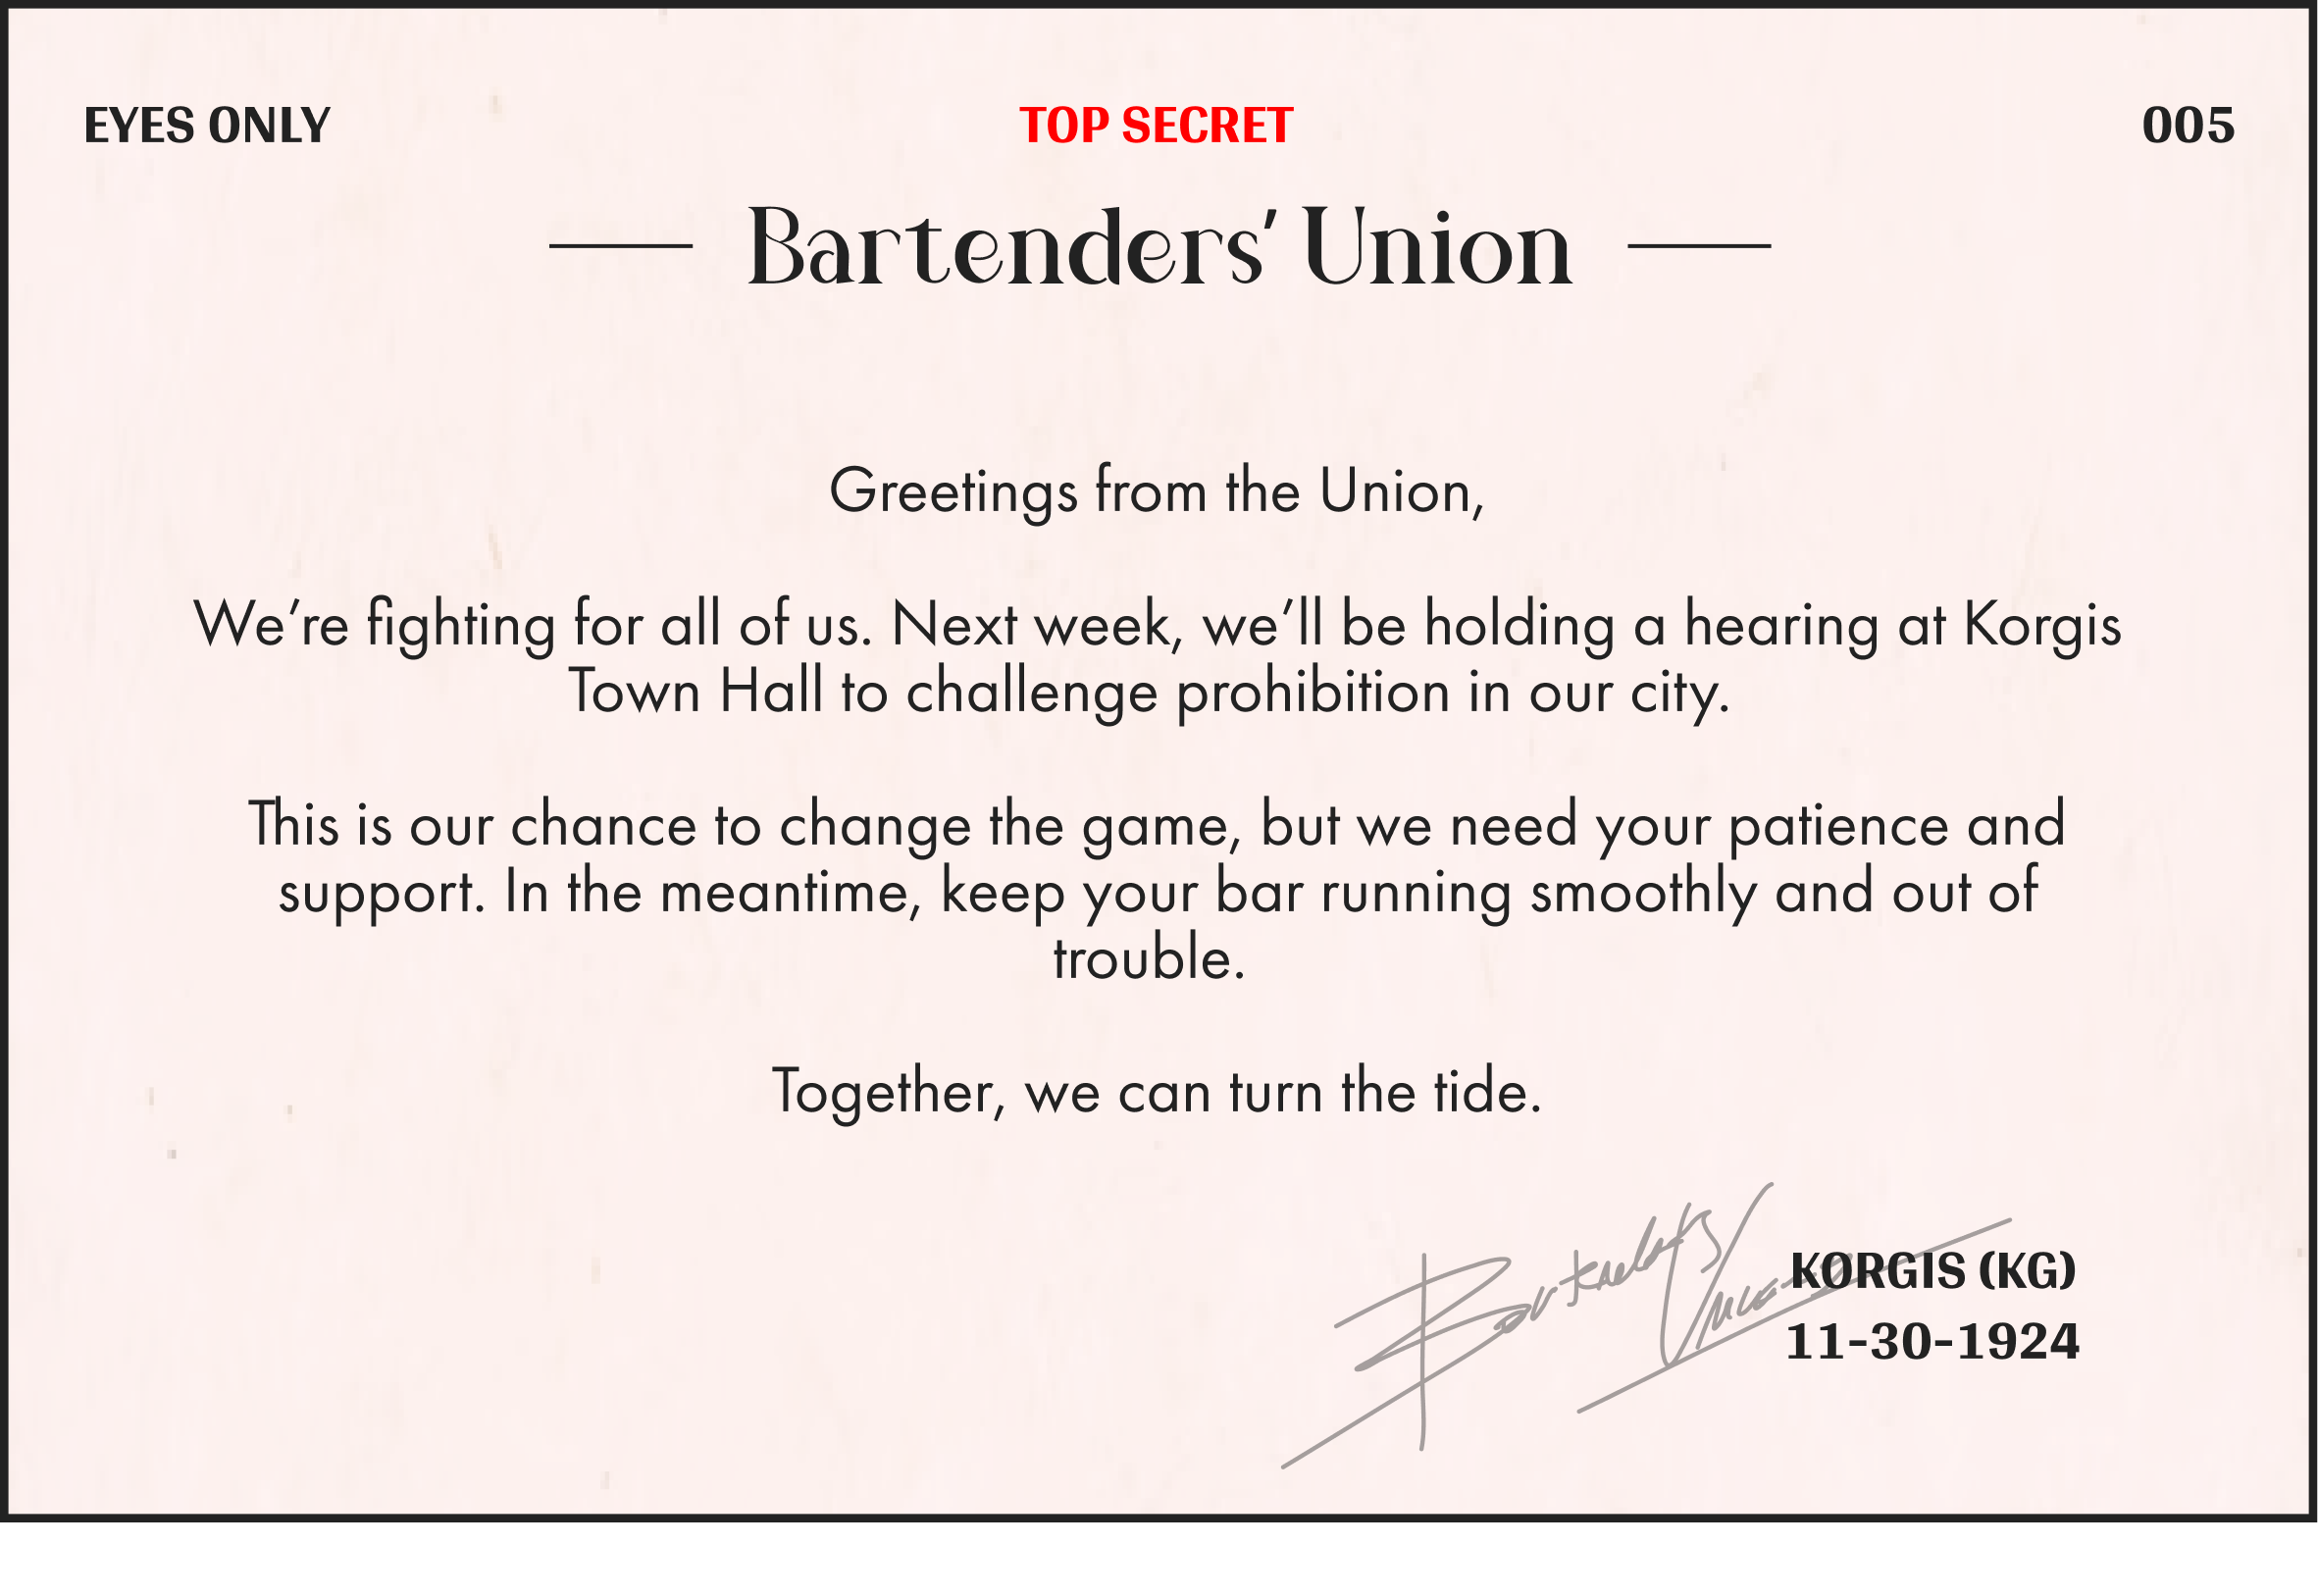 EYES ONLY TOP SECRET 005
Bartenders’ Union
Greetings from the Union,
We’re fighting for all of us. Next week, we’ll be holding a hearing at Korgis
Town Hall to challenge prohibition in our city.
This is our chance to change the game, but we need your patience and
support. In the meantime, keep your bar running smoothly and out of
trouble.
Together, we can turn the tide.
Bartender's Union
KORGIS (KG)
11-30-1924